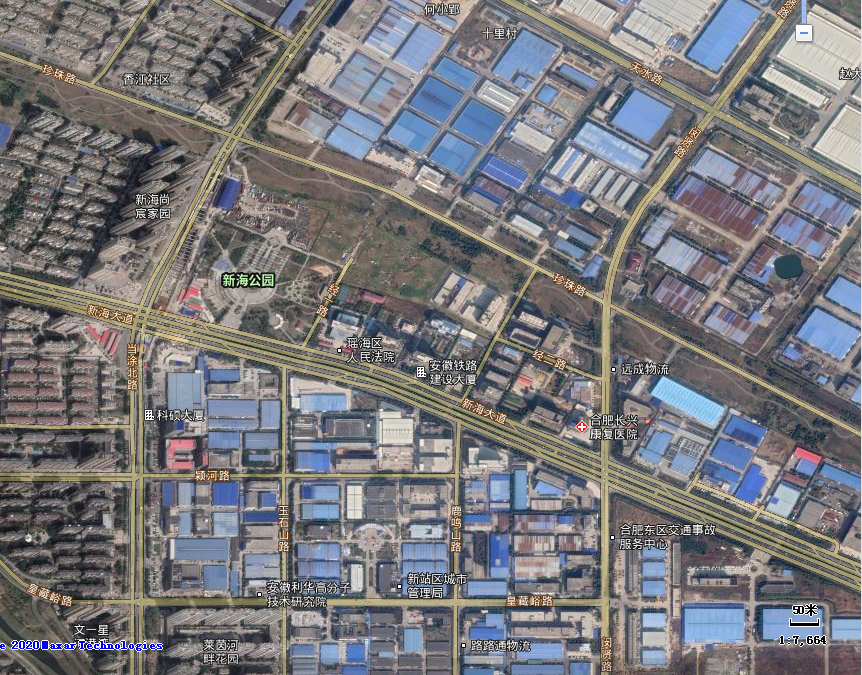 何小郢
十里村
天水路
赵大
珍珠路
香江社区
新海尚
宸家园
新海公园
经一路
珍珠路
新海大道
瑶海区
人民法院
安徽铁路
建设大厦
经二路
远成物流
当涂北路
科硕大厦
新海大道
合肥长兴
康复医院
颍河路
玉石山路
鹿鸣山路
合肥东区交通事故
服务中心
皇藏峪路
安徽利华高分子
技术研究院
新站区城市
管理局
皇藏峪路
文一星
莱茵河
畔花园
路路通物流
50米
1:7,664
2020 Maxar Technologies